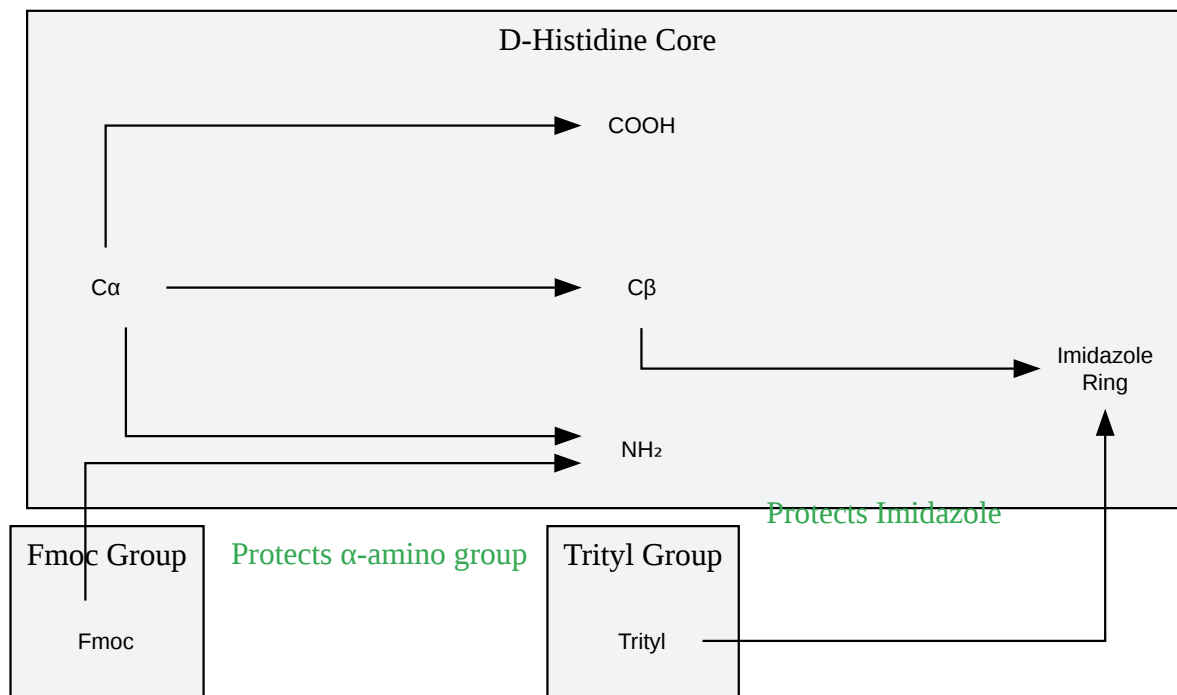 D-Histidine Core
COOH
Cα
Cβ
Imidazole
Ring
NH₂
Protects Imidazole
Fmoc Group
Protects α-amino group
Trityl Group
Fmoc
Trityl